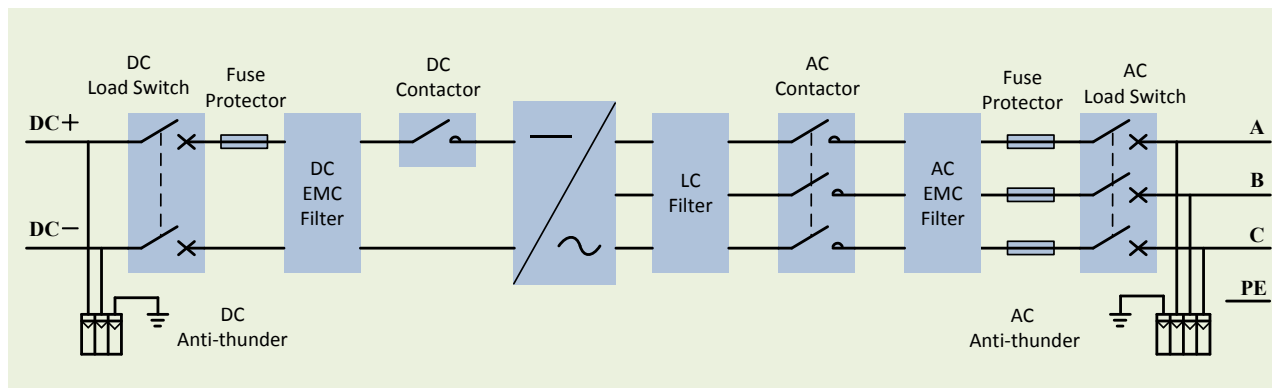 DC
Load Switch
Fuse
Protector
DC
Contactor
AC
Contactor
Fuse
Protector
AC
Load Switch
DC+
DC−
DC
EMC
Filter
LC
Filter
AC
EMC
Filter
A
B
C
PE
DC
Anti-thunder
AC
Anti-thunder